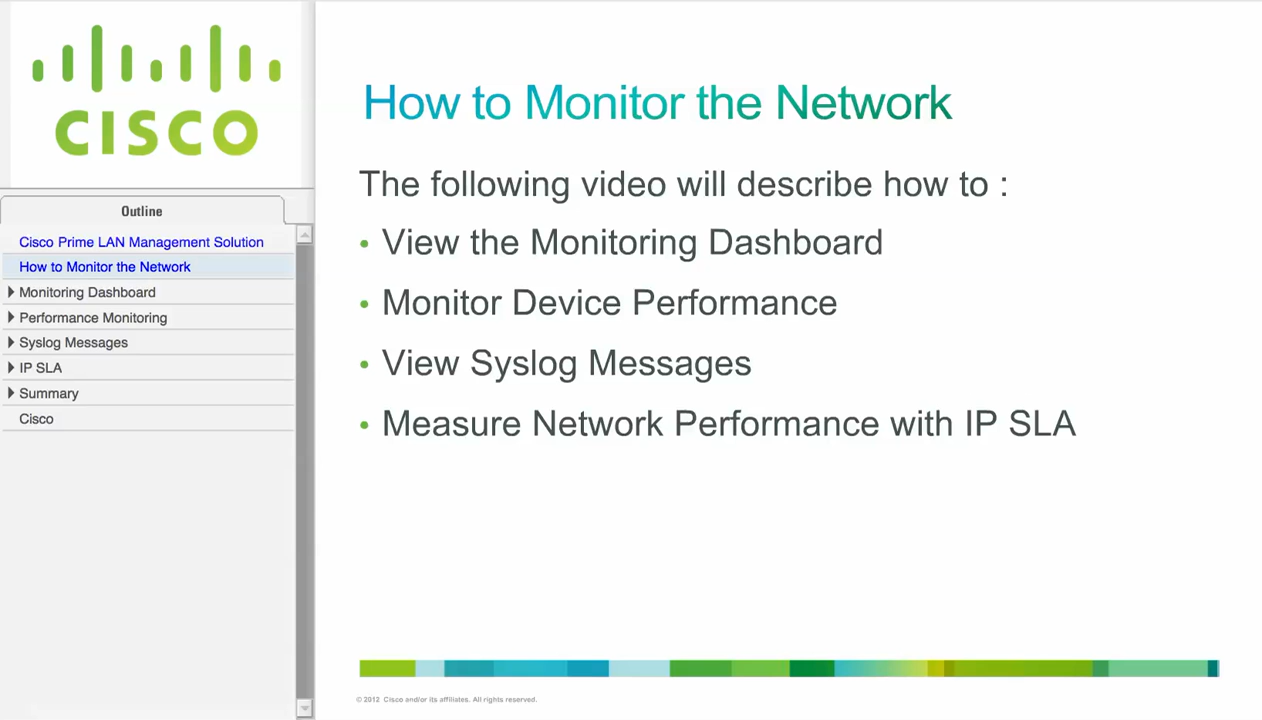 CISCO
Outline
Cisco Prime LAN Management Solution
How to Monitor the Network
Monitoring Dashboard
Performance Monitoring
Syslog Messages
IP SLA
Summary
Cisco
How to Monitor the Network
The following video will describe how to :
• View the Monitoring Dashboard
• Monitor Device Performance
• View Syslog Messages
• Measure Network Performance with IP SLA
© 2012 Cisco and/or its affiliates. All rights reserved.